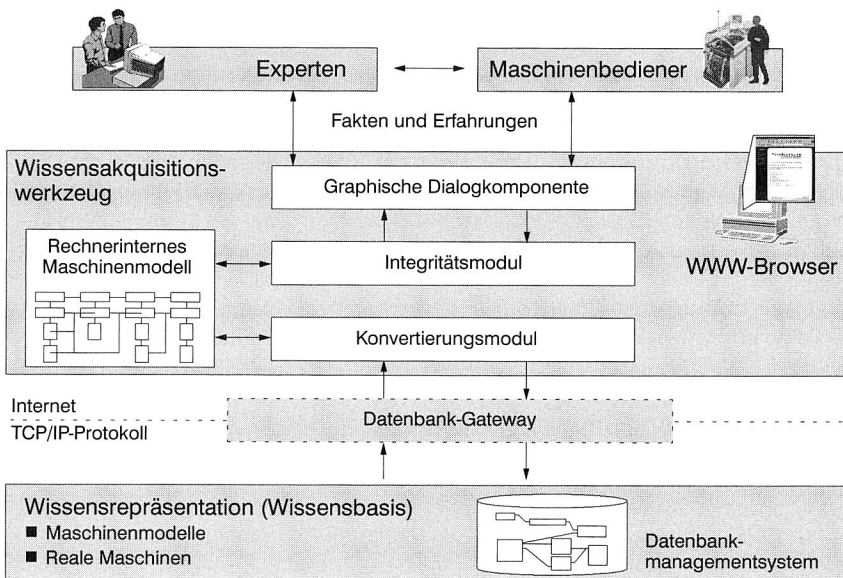 Experten
Maschinenbediener
Fakten und Erfahrungen
Wissensakquisitions-
werkzeug
Graphische Dialogkomponente
Rechnerinternes
Maschinenmodell
Integritätsmodul
WWW-Browser
Konvertierungsmodul
Internet
TCP/IP-Protokoll
Datenbank-Gateway
Wissensrepräsentation (Wissensbasis)
■ Maschinenmodelle
■ Reale Maschinen
Datenbank-
managementsystem